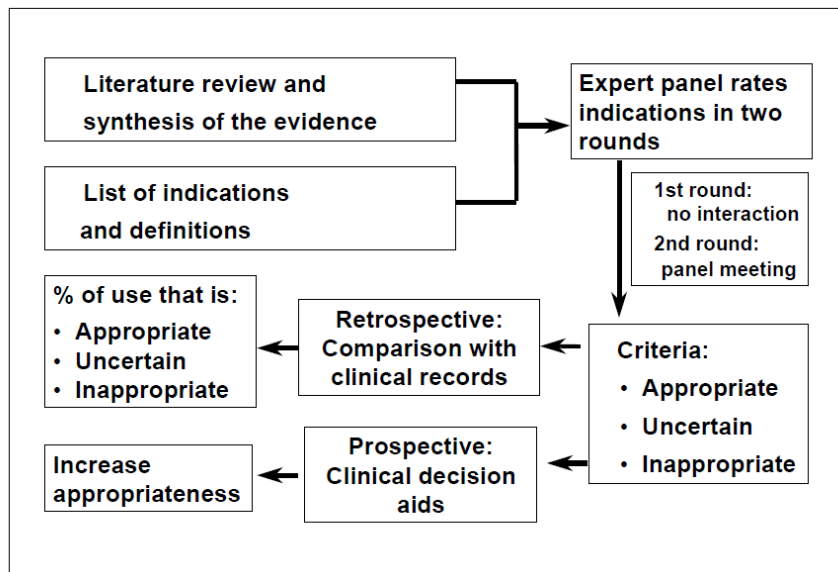 Literature review and
synthesis of the evidence
List of indications
and definitions
Expert panel rates
indications in two
rounds
1st round:
no interaction
2nd round:
panel meeting
Criteria:
• Appropriate
• Uncertain
• Inappropriate
Retrospective:
Comparison with
clinical records
% of use that is:
• Appropriate
• Uncertain
• Inappropriate
Prospective:
Clinical decision
aids
Increase
appropriateness